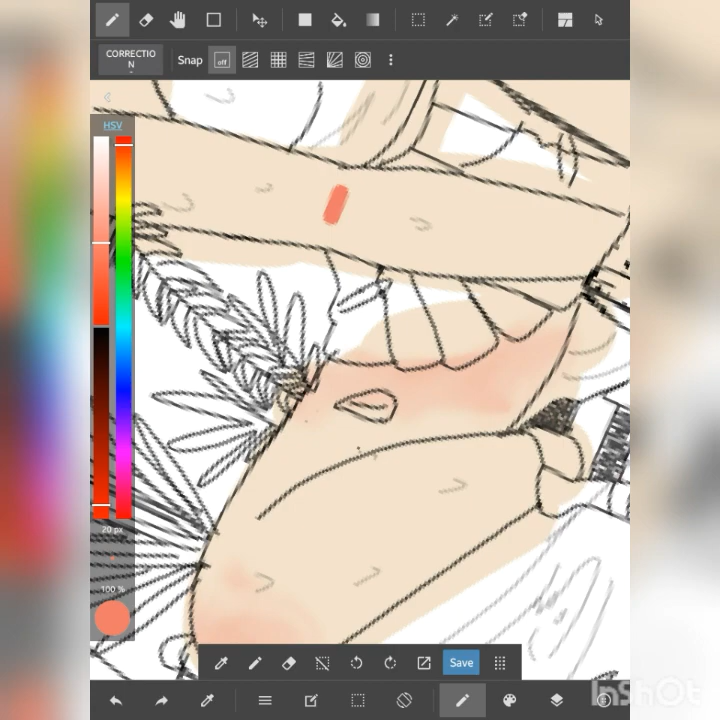 CORRECTIO
N
Snap
off
HSV
20 px
100 %
Save
InShOt